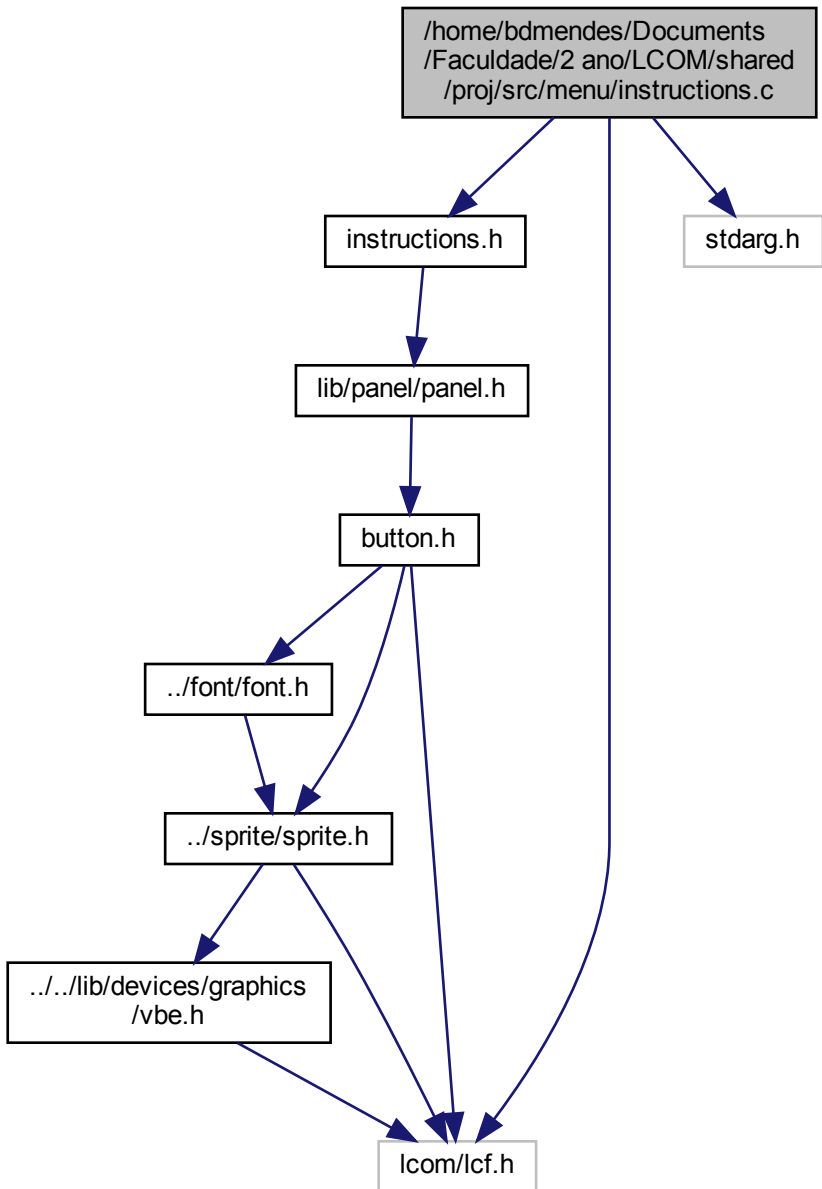 /home/bdmendes/Documents
/Faculdade/2 ano/LCOM/shared
/proj/src/menu/instructions.c
instructions.h
stdarg.h
lib/panel/panel.h
button.h
../font/font.h
../sprite/sprite.h
../../lib/devices/graphics
/vbe.h
lcom/lcf.h